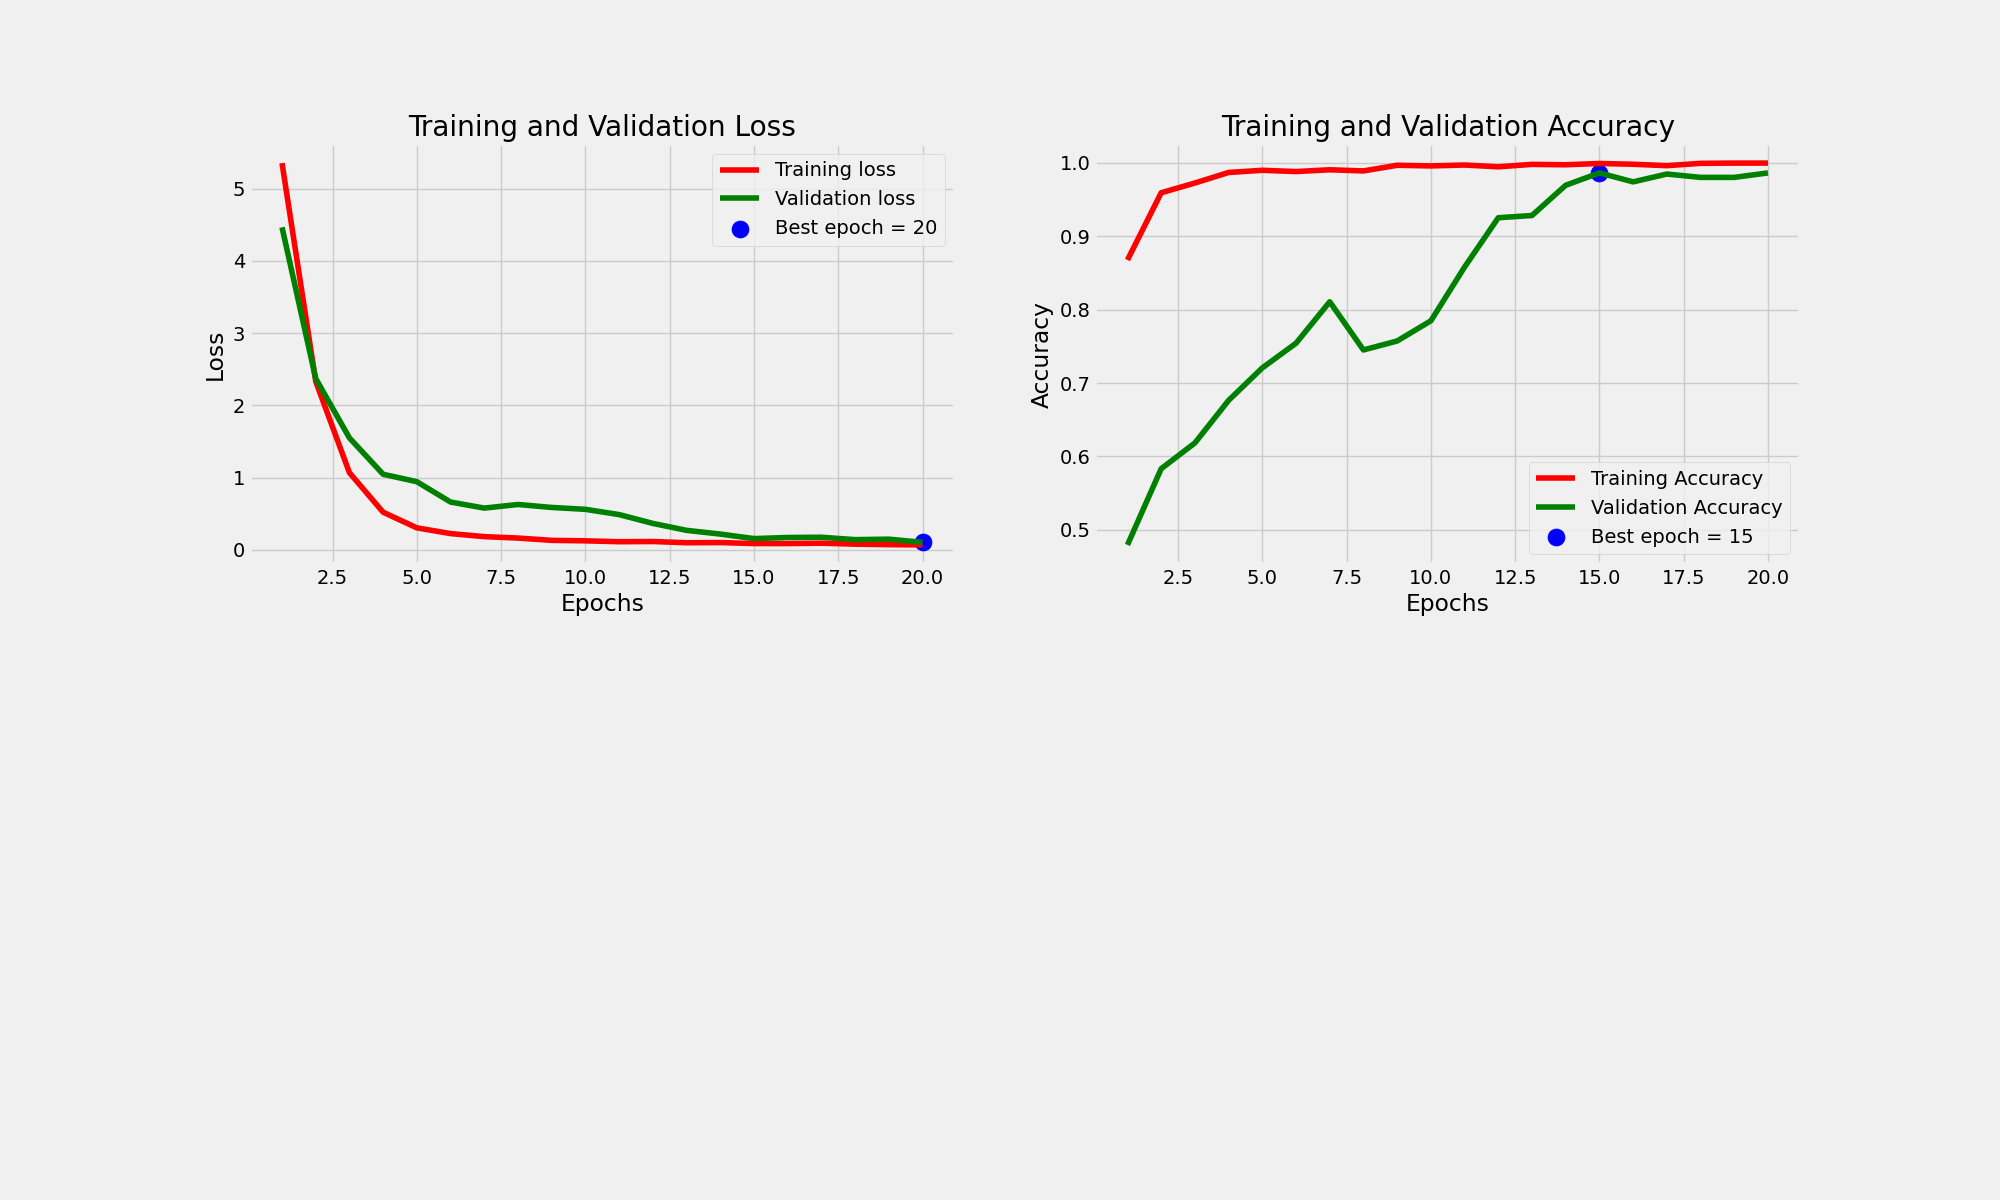 Training and Validation Loss
Training loss
Validation loss
Best epoch = 20
5
4
3
2
1
0
Loss
2.5 5.0 7.5 10.0 12.5 15.0 17.5 20.0
Epochs
Training and Validation Accuracy
1.0
0.9
0.8
0.7
0.6
0.5
Accuracy
Training Accuracy
Validation Accuracy
Best epoch = 15
2.5 5.0 7.5 10.0 12.5 15.0 17.5 20.0
Epochs